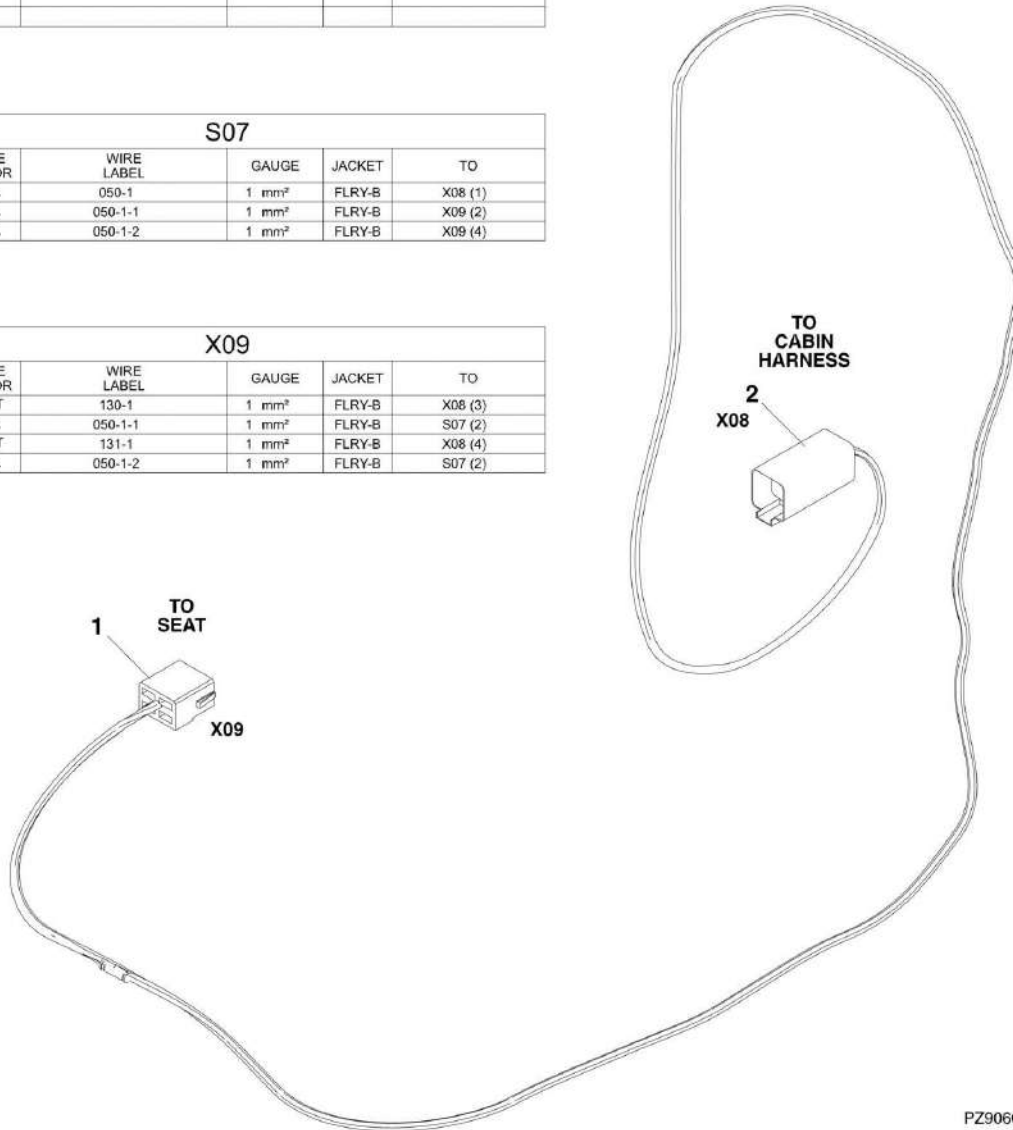 S07
WIRE LABEL GAUGE JACKET TO
050-1 1 mm² FLRY-B X08 (1)
050-1-1 1 mm² FLRY-B X09 (2)
050-1-2 1 mm² FLRY-B X09 (4)
X09
WIRE LABEL GAUGE JACKET TO
130-1 1 mm² FLRY-B X08 (3)
050-1-1 1 mm² FLRY-B S07 (2)
131-1 1 mm² FLRY-B X08 (4)
050-1-2 1 mm² FLRY-B S07 (2)
TO
CABIN
HARNESS
2
X08
TO
SEAT
1
X09